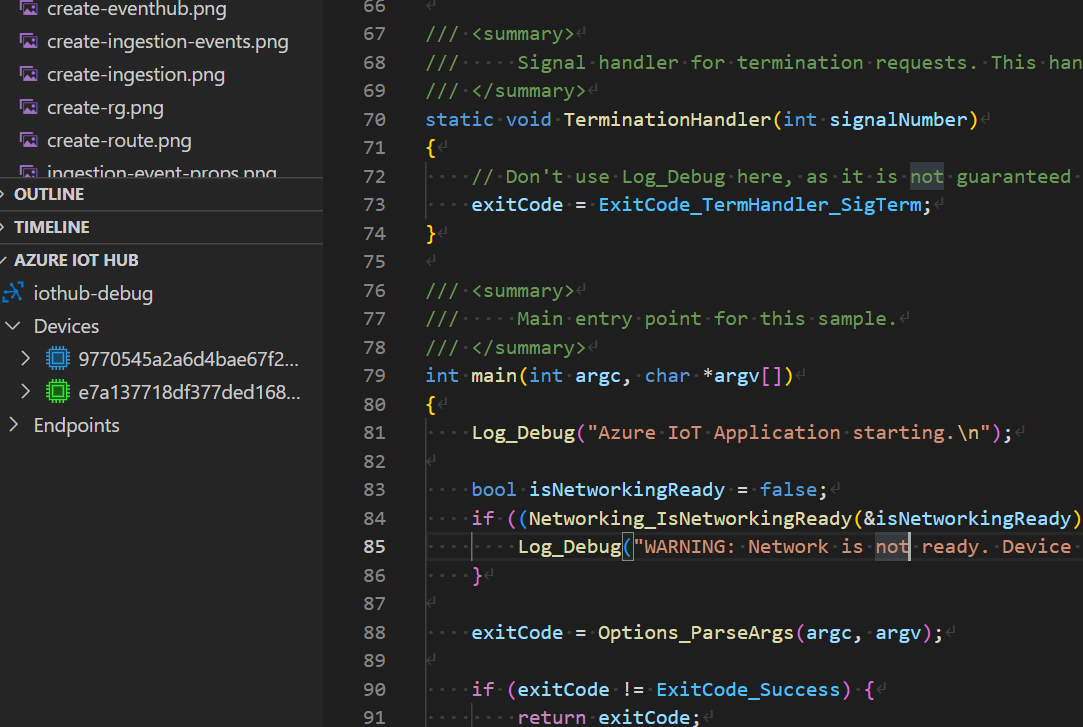 create-eventhub.png
create-ingestion-events.png
create-ingestion.png
create-rg.png
create-route.png
ingestion-event-props.png
OUTLINE
TIMELINE
AZURE IOT HUB
iothub-debug
Devices
9770545a2a6d4bae67f2...
e7a137718df377ded168...
Endpoints
66
67 /// <summary>
68 ///     Signal handler for termination requests. This han
69 /// </summary>
70 static void TerminationHandler(int signalNumber)
71 {
72     // Don't use Log_Debug here, as it is not guaranteed
73     exitCode = ExitCode_TermHandler_SigTerm;
74 }
75
76 /// <summary>
77 ///     Main entry point for this sample.
78 /// </summary>
79 int main(int argc, char *argv[])
80 {
81     Log_Debug("Azure IoT Application starting.\n");
82
83     bool isNetworkingReady = false;
84     if ((Networking_IsNetworkingReady(&isNetworkingReady)
85         Log_Debug("WARNING: Network is not ready. Device
86     }
87
88     exitCode = Options_ParseArgs(argc, argv);
89
90     if (exitCode != ExitCode_Success) {
91         return exitCode;